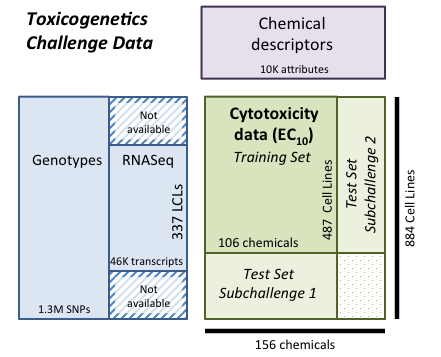 Toxicogenetics
Challenge Data
Chemical
descriptors
10K attributes
Not
available
Genotypes
RNASeq
337 LCLs
46K transcripts
Not
available
1.3M SNPs
Cytotoxicity
data (EC10)
Training Set
487 Cell Lines
106 chemicals
Test Set
Subchallenge 2
Test Set
Subchallenge 1
884 Cell Lines
156 chemicals